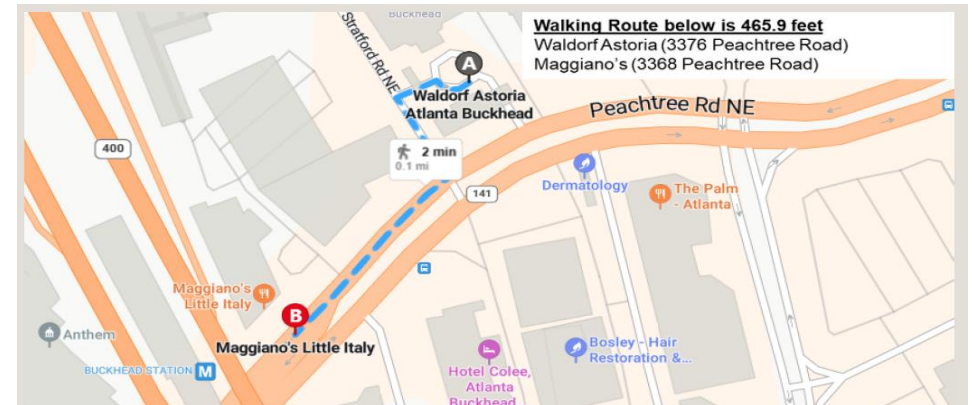 BUCKHEAD
Walking Route below is 465.9 feet
Waldorf Astoria (3376 Peachtree Road)
Maggiano's (3368 Peachtree Road)
Stratford Rd NE
A
Waldorf Astoria
Atlanta Buckhead
Peachtree Rd NE
400
2 min
0.1 mi
141
Dermatology
The Palm
- Atlanta
Maggiano's
Little Italy
B
Maggiano's Little Italy
Anthem
BUCKHEAD STATION M
Hotel Colee,
Atlanta
Buckhead
Bosley - Hair
Restoration &...